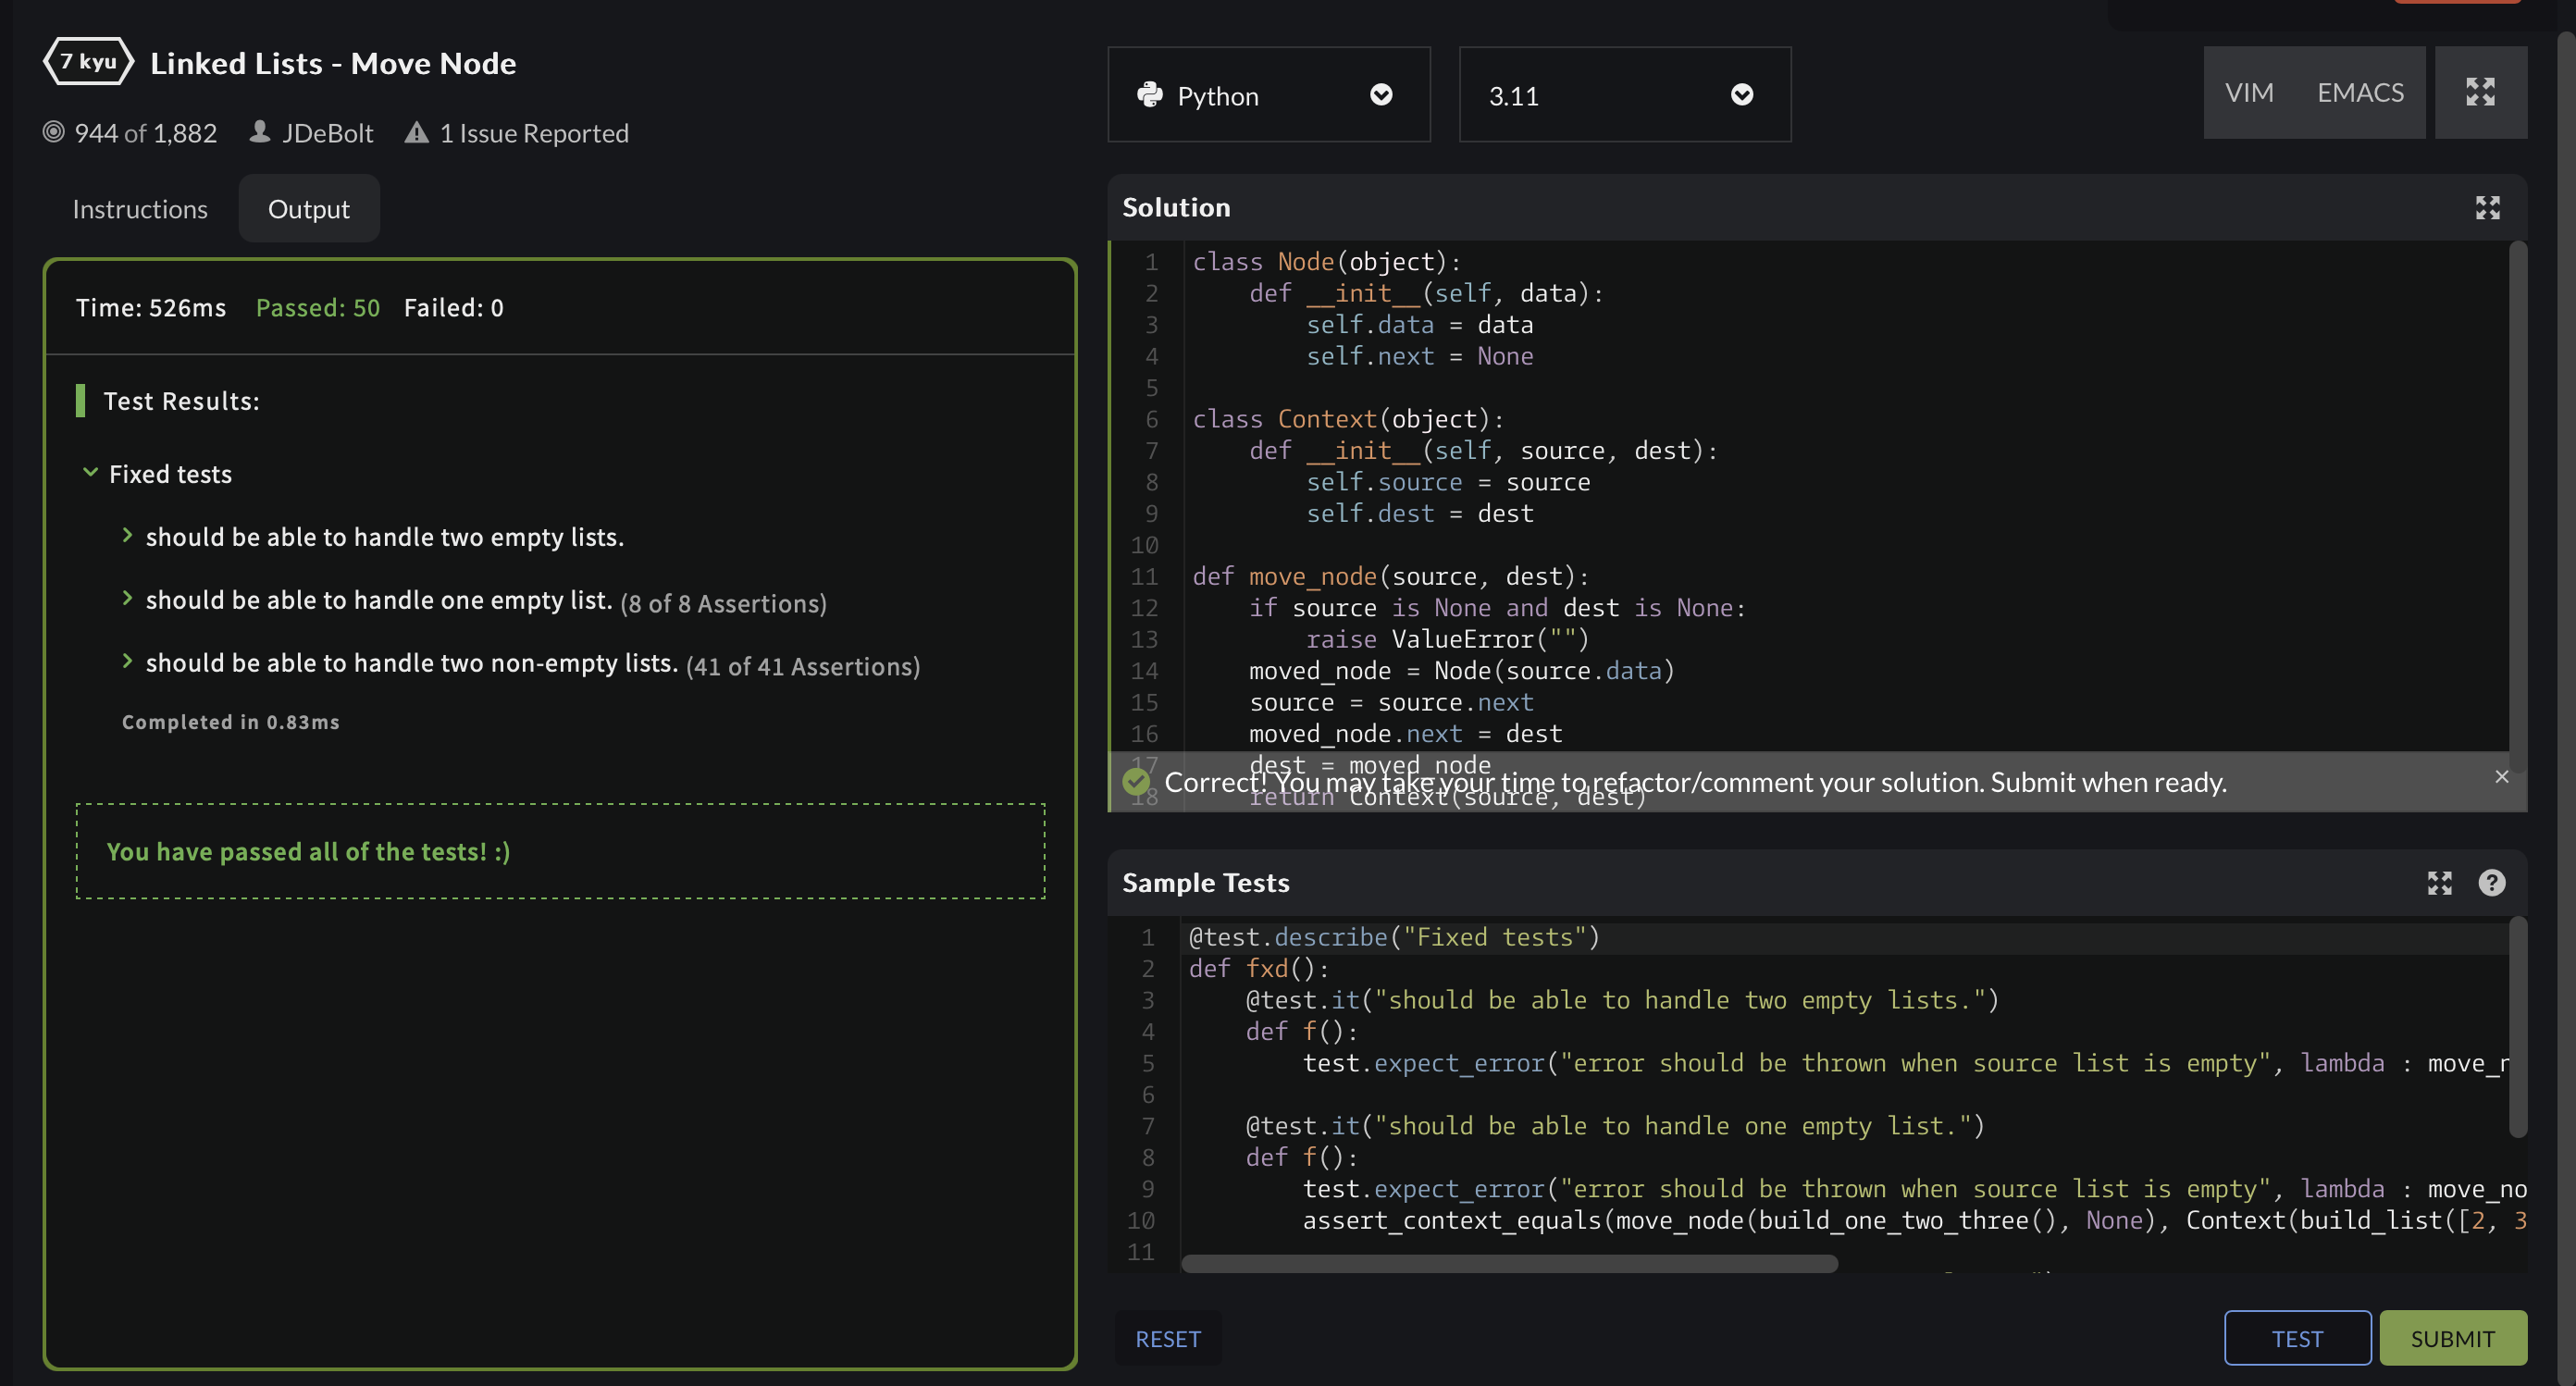 7 kyu Linked Lists - Move Node
944 of 1,882 JDeBolt 1 Issue Reported
Instructions Output
Time: 526ms Passed: 50 Failed: 0
Test Results:
Fixed tests
should be able to handle two empty lists.
should be able to handle one empty list. (8 of 8 Assertions)
should be able to handle two non-empty lists. (41 of 41 Assertions)
Completed in 0.83ms
You have passed all of the tests! :)
Python 3.11 VIM EMACS
Solution
1 class Node(object):
2     def __init__(self, data):
3         self.data = data
4         self.next = None
5
6 class Context(object):
7     def __init__(self, source, dest):
8         self.source = source
9         self.dest = dest
10
11 def move_node(source, dest):
12     if source is None and dest is None:
13         raise ValueError("")
14     moved_node = Node(source.data)
15     source = source.next
16     moved_node.next = dest
17     dest = moved_node
Correct! You may take your time to refactor/comment your solution. Submit when ready.
18     return Context(source, dest)
Sample Tests
1 @test.describe("Fixed tests")
2 def fxd():
3     @test.it("should be able to handle two empty lists.")
4     def f():
5         test.expect_error("error should be thrown when source list is empty", lambda : move_
6
7     @test.it("should be able to handle one empty list.")
8     def f():
9         test.expect_error("error should be thrown when source list is empty", lambda : move_no
10         assert_context_equals(move_node(build_one_two_three(), None), Context(build_list([2, 3
11
RESET TEST SUBMIT